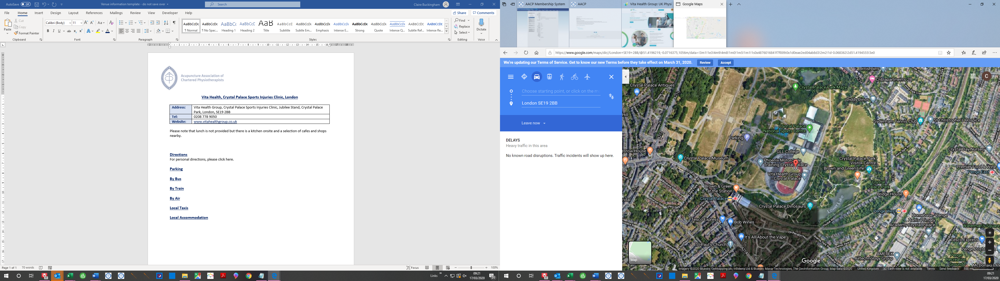 AutoSave Off
Venue information template - do not save over
Search
Claire Buckingham
File Home Insert Design Layout References Mailings Review View Developer Help
Share Comments
Paste
Cut
Copy
Format Painter
Calibri (Body) 11
Normal
No Spac...
Heading 1
Heading 2
Title
Subtitle
Subtle Em...
Emphasis
Intense E...
Strong
Quote
Intense Q...
Subtle Ref...
Intense Re...
Find
Replace
Select
Dictate
Clipboard Font Paragraph Styles Editing Voice
Acupuncture Association of
Chartered Physiotherapists
Vita Health, Crystal Palace Sports Injuries Clinic, London
Address: Vita Health Group, Crystal Palace Sports Injuries Clinic, Jubilee Stand, Crystal Palace
Park, London, SE19 2BB
Tel: 0208 778 9050
Website: www.vitahealthgroup.co.uk
Please note that lunch is not provided but there is a kitchen onsite and a selection of cafes and shops
nearby.
Directions
For personal directions, please click here.
Parking
By Bus
By Train
By Air
Local Taxis
Local Accommodation
Page 1 of 1 70 words
Focus
100%
Links
09:21
17/03/2020
20
AACP Membership System
AACP
Vita Health Group: UK Physi
Google Maps
https://www.google.com/maps/dir//London+SE19+2BB/@51.4196219,-0.0716375,1056m/data=!3m1!1e3!4m9!4m8!1m0!1m5!1m1!1s0x4876016841f7f009:0x1d0eae2ed04ab8d3!2m2!1d-0.068362!2d51.4194555!3e0
We're updating our Terms of Service. Get to know our new Terms before they take effect on March 31, 2020.
Review
Accept
Choose starting point, or click on the m
London SE19 2BB
Leave now
DELAYS
Heavy traffic in this area
No known road disruptions. Traffic incidents will show up here.
Crystal Palace Antiques
Britishbins
Crib apartments 2B
Crystal Palace Park Maze
Diddy Dinos
Sydenham Tennis Club
St Christopher's Hospice
Crystal Palace
National Sports Centre
Parking
GLL College
Crystal Day Nursery
Crystal Palace Museum
Phoenix Motorcycle
Training Crystal Palace
Crystal Palace Park
Visitor Centre
Brown and Green Life
Premier Food & Wine
Penge East
Vita Health Group
- Crystal Palace
Crystal
Palace Park
Brown & Green
at the Station
Bridge House
Crystal Palace
Crystal Palace Dinosaurs
Lower Lake
Penge West
Homebase - Penge
Harris Primary
Academy Crystal Palace
Tesco Express
Bob Wines
Waterman's Square
It's All About the Vape
Tesco Express
St Paul's Church
AMETEK
Airtechnology Group
Penge
Recreation
Ground
A212
A212
A214
A214
A234
A234
Anerley Hill
Thicket Rd
Anerley Park
Map
Google
Imagery ©2020 Bluesky, Getmapping plc, Infoterra Ltd & Bluesky, Maxar Technologies, The GeoInformation Group, Map data ©2020 United Kingdom 3D Earth view is not available Terms Send feedback 100 m
09:21
17/03/2020